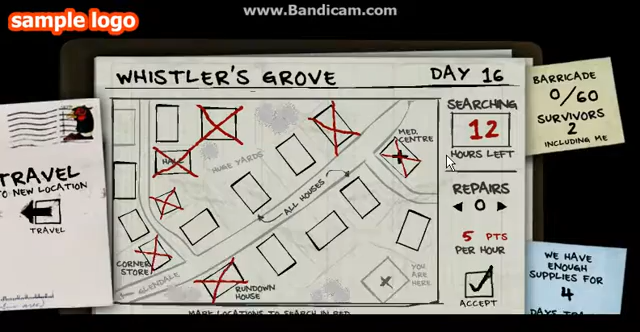 www.Bandicam.com
sample logo
WHISTLER'S GROVE
DAY 16
BARRICADE
0/60
SURVIVORS
2
INCLUDING ME
SEARCHING
12
HOURS LEFT
MED.
CENTRE
HALL
HUGE YARDS
TRAVEL
TO NEW LOCATION
TRAVEL
ALL HOUSES
REPAIRS
0
5 PTS
PER HOUR
ACCEPT
CORNER
STORE
GLENDALE
RUNDOWN
HOUSE
YOU
ARE
HERE
WE HAVE
ENOUGH
SUPPLIES FOR
4
DAYS
MARK LOCATIONS TO SEARCH IN RED